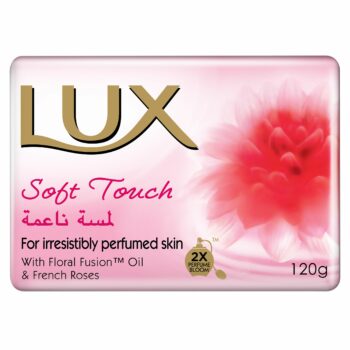 LUX
Soft Touch
لمسة ناعمة
For irresistibly perfumed skin
With Floral Fusion™ Oil
& French Roses
TM
2X
PERFUME
BLOOM
120g